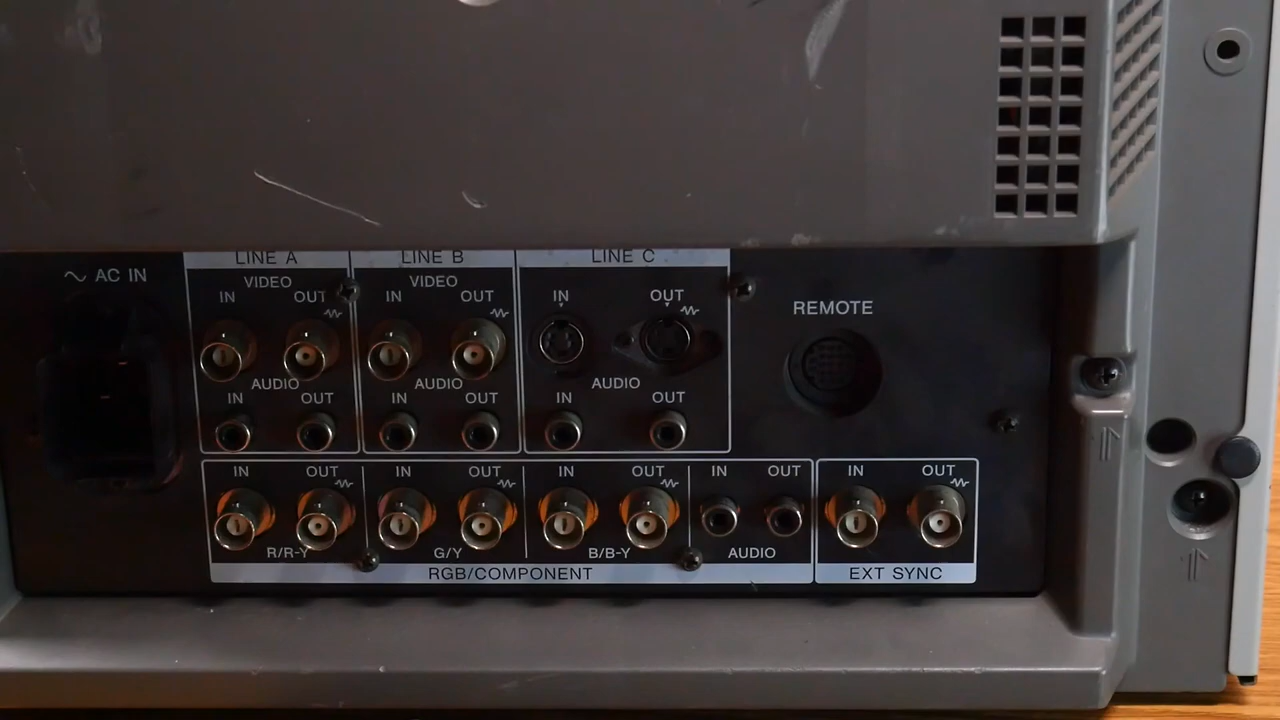 AC IN
LINE A
LINE B
LINE C
VIDEO
VIDEO
IN
OUT
IN
OUT
IN
OUT
REMOTE
AUDIO
AUDIO
AUDIO
IN
OUT
IN
OUT
IN
OUT
IN
OUT
IN
OUT
IN
OUT
IN
OUT
IN
OUT
R/R-Y
G/Y
B/B-Y
AUDIO
RGB/COMPONENT
EXT SYNC